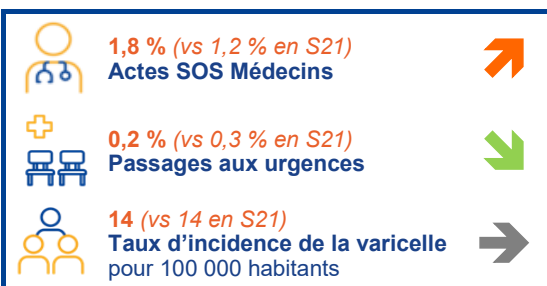 1,8 % (vs 1,2 % en S21)
Actes SOS Médecins
0,2 % (vs 0,3 % en S21)
Passages aux urgences
14 (vs 14 en S21)
Taux d’incidence de la varicelle
pour 100 000 habitants